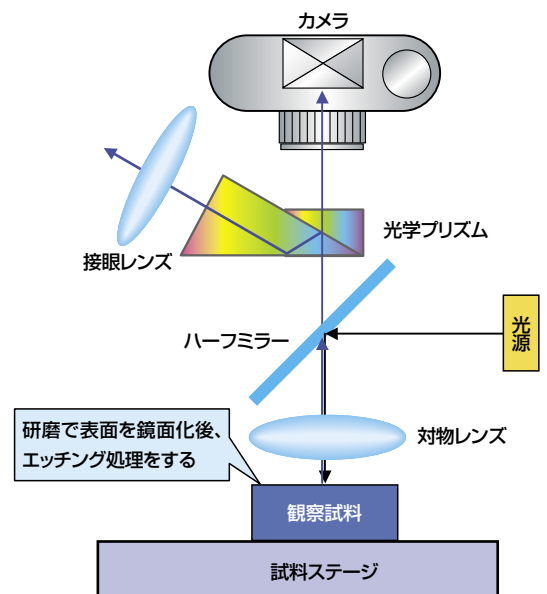 カメラ
光学プリズム
接眼レンズ
光源
ハーフミラー
研磨で表面を鏡面化後、
エッチング処理をする
対物レンズ
観察試料
試料ステージ